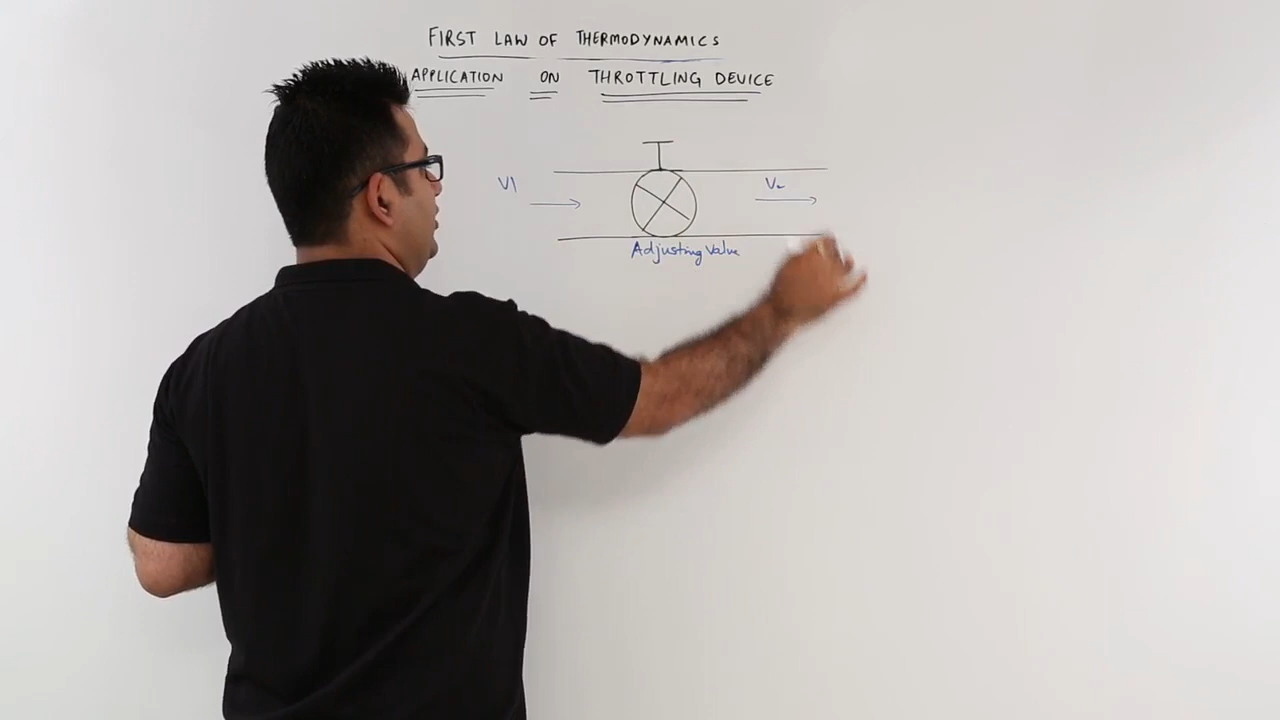 FIRST LAW OF THERMODYNAMICS
APPLICATION ON THROTTLING DEVICE
V1
V2
Adjusting Valve